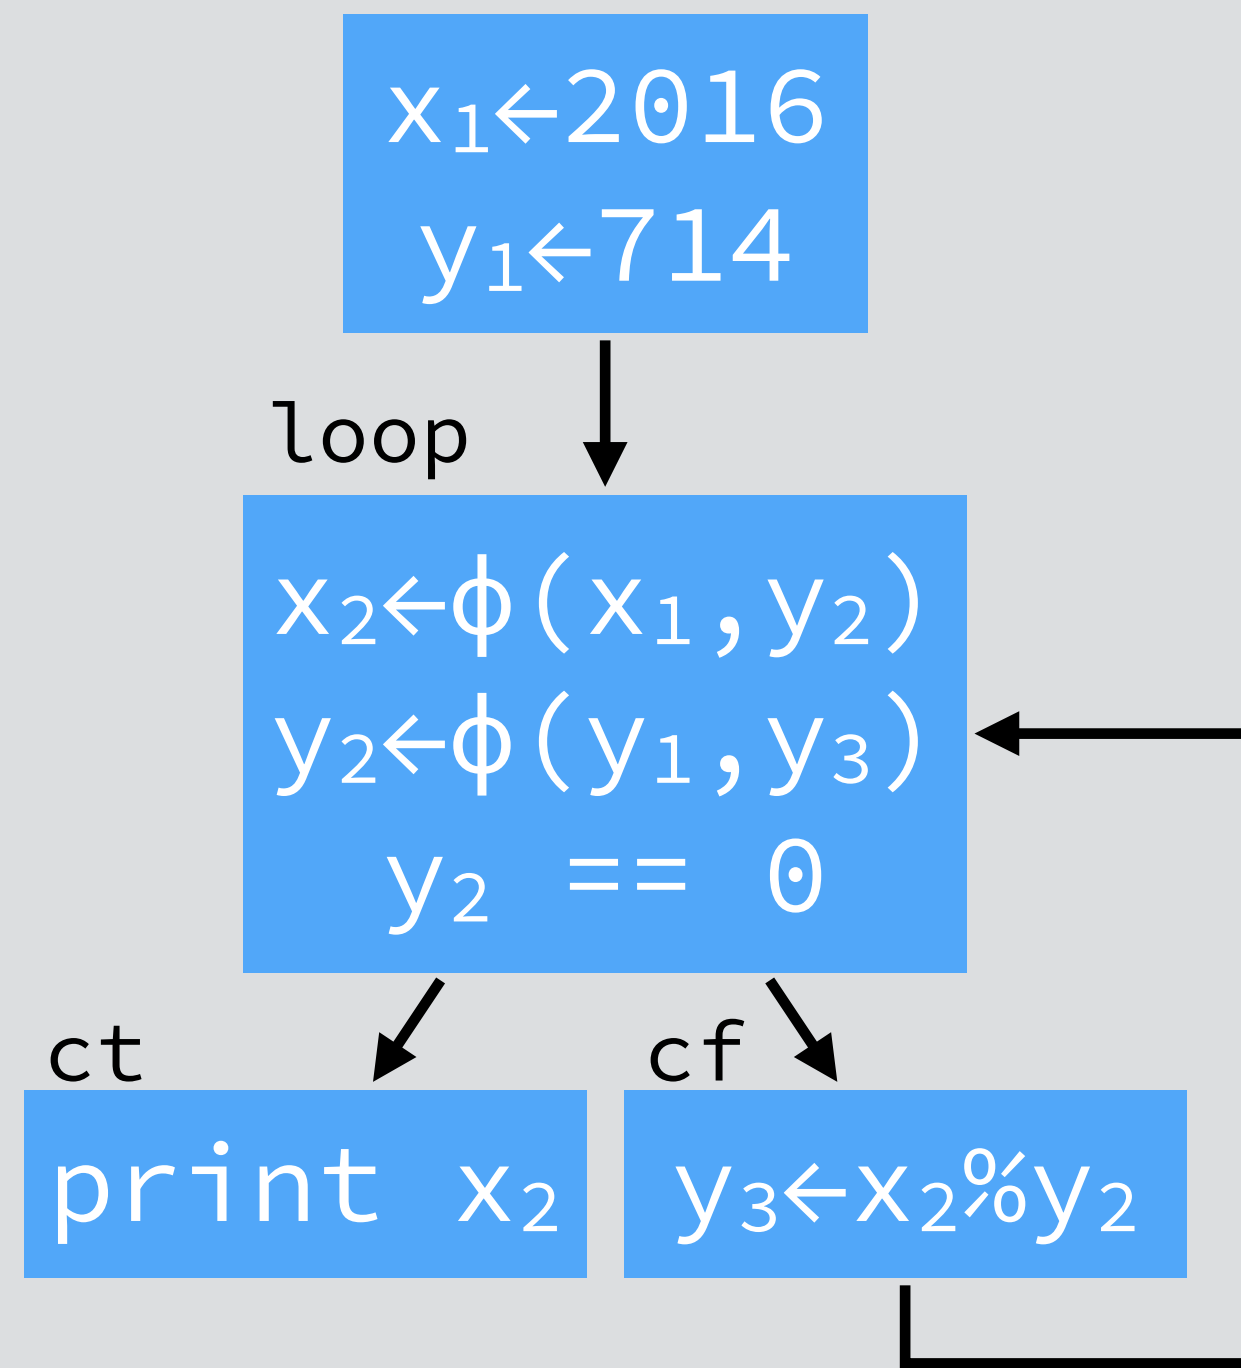 x₁←2016
y₁←714
loop
x₂←ϕ(x₁,y₂)
y₂←ϕ(y₁,y₃)
y₂ == 0
ct
cf
print x₂
y₃←x₂%y₂